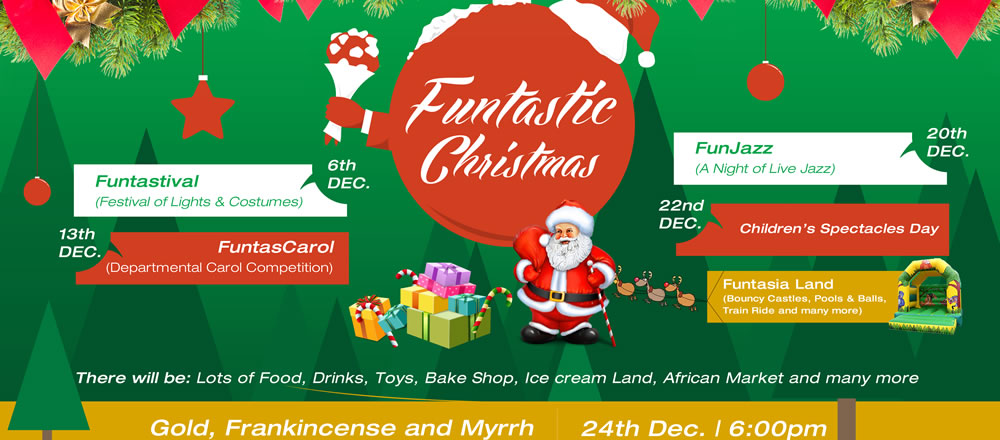 Funtastic
Christmas
6th
DEC.
Funtastival
(Festival of Lights & Costumes)
13th
DEC.
FuntasCarol
(Departmental Carol Competition)
20th
DEC.
FunJazz
(A Night of Live Jazz)
22nd
DEC.
Children's Spectacles Day
Funtasia Land
(Bouncy Castles, Pools & Balls,
Train Ride and many more)
There will be: Lots of Food, Drinks, Toys, Bake Shop, Ice cream Land, African Market and many more
Gold, Frankincense and Myrrh 24th Dec. | 6:00pm